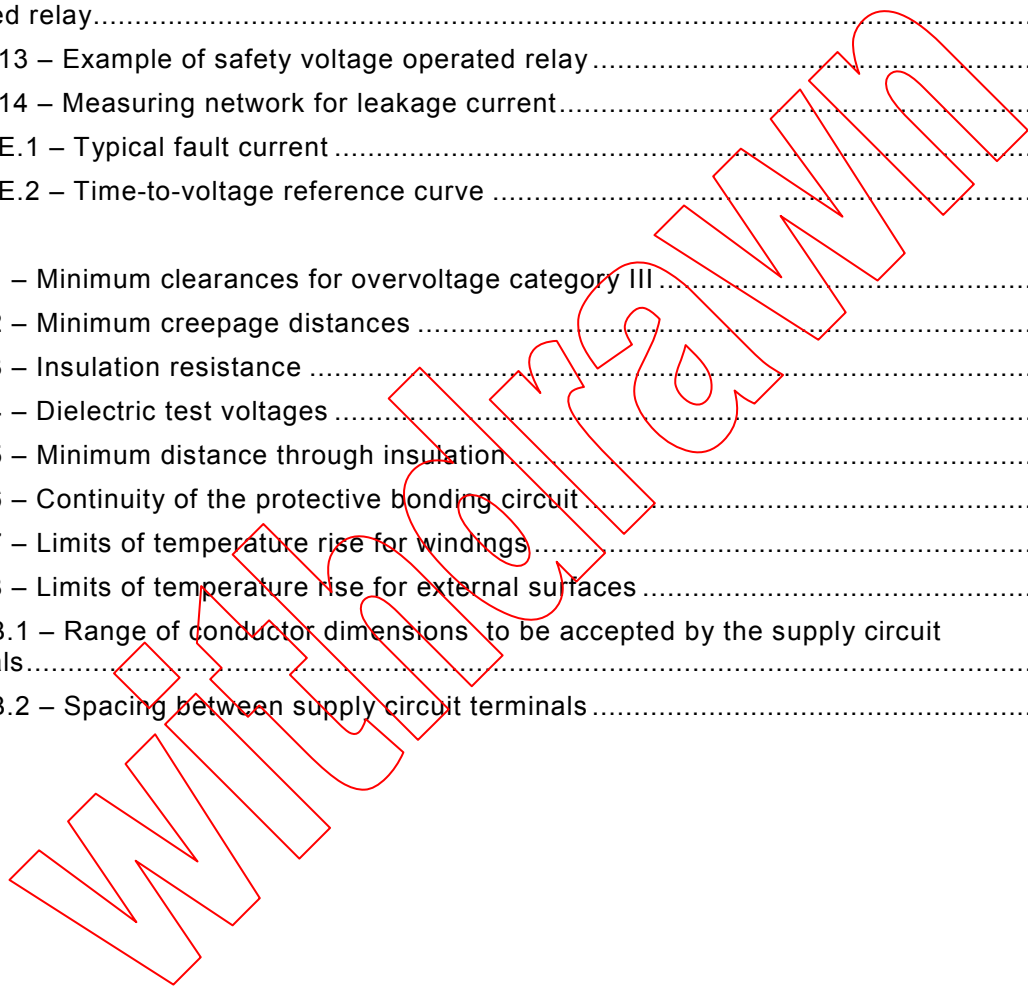 ed relay
13 – Example of safety voltage operated relay
14 – Measuring network for leakage current
E.1 – Typical fault current
E.2 – Time-to-voltage reference curve
– Minimum clearances for overvoltage category III
2 – Minimum creepage distances
– Insulation resistance
– Dielectric test voltages
– Minimum distance through insulation
– Continuity of the protective bonding circuit
7 – Limits of temperature rise for windings
– Limits of temperature rise for external surfaces
.1 – Range of conductor dimensions to be accepted by the supply circuit
als
.2 – Spacing between supply circuit terminals
withdrawn